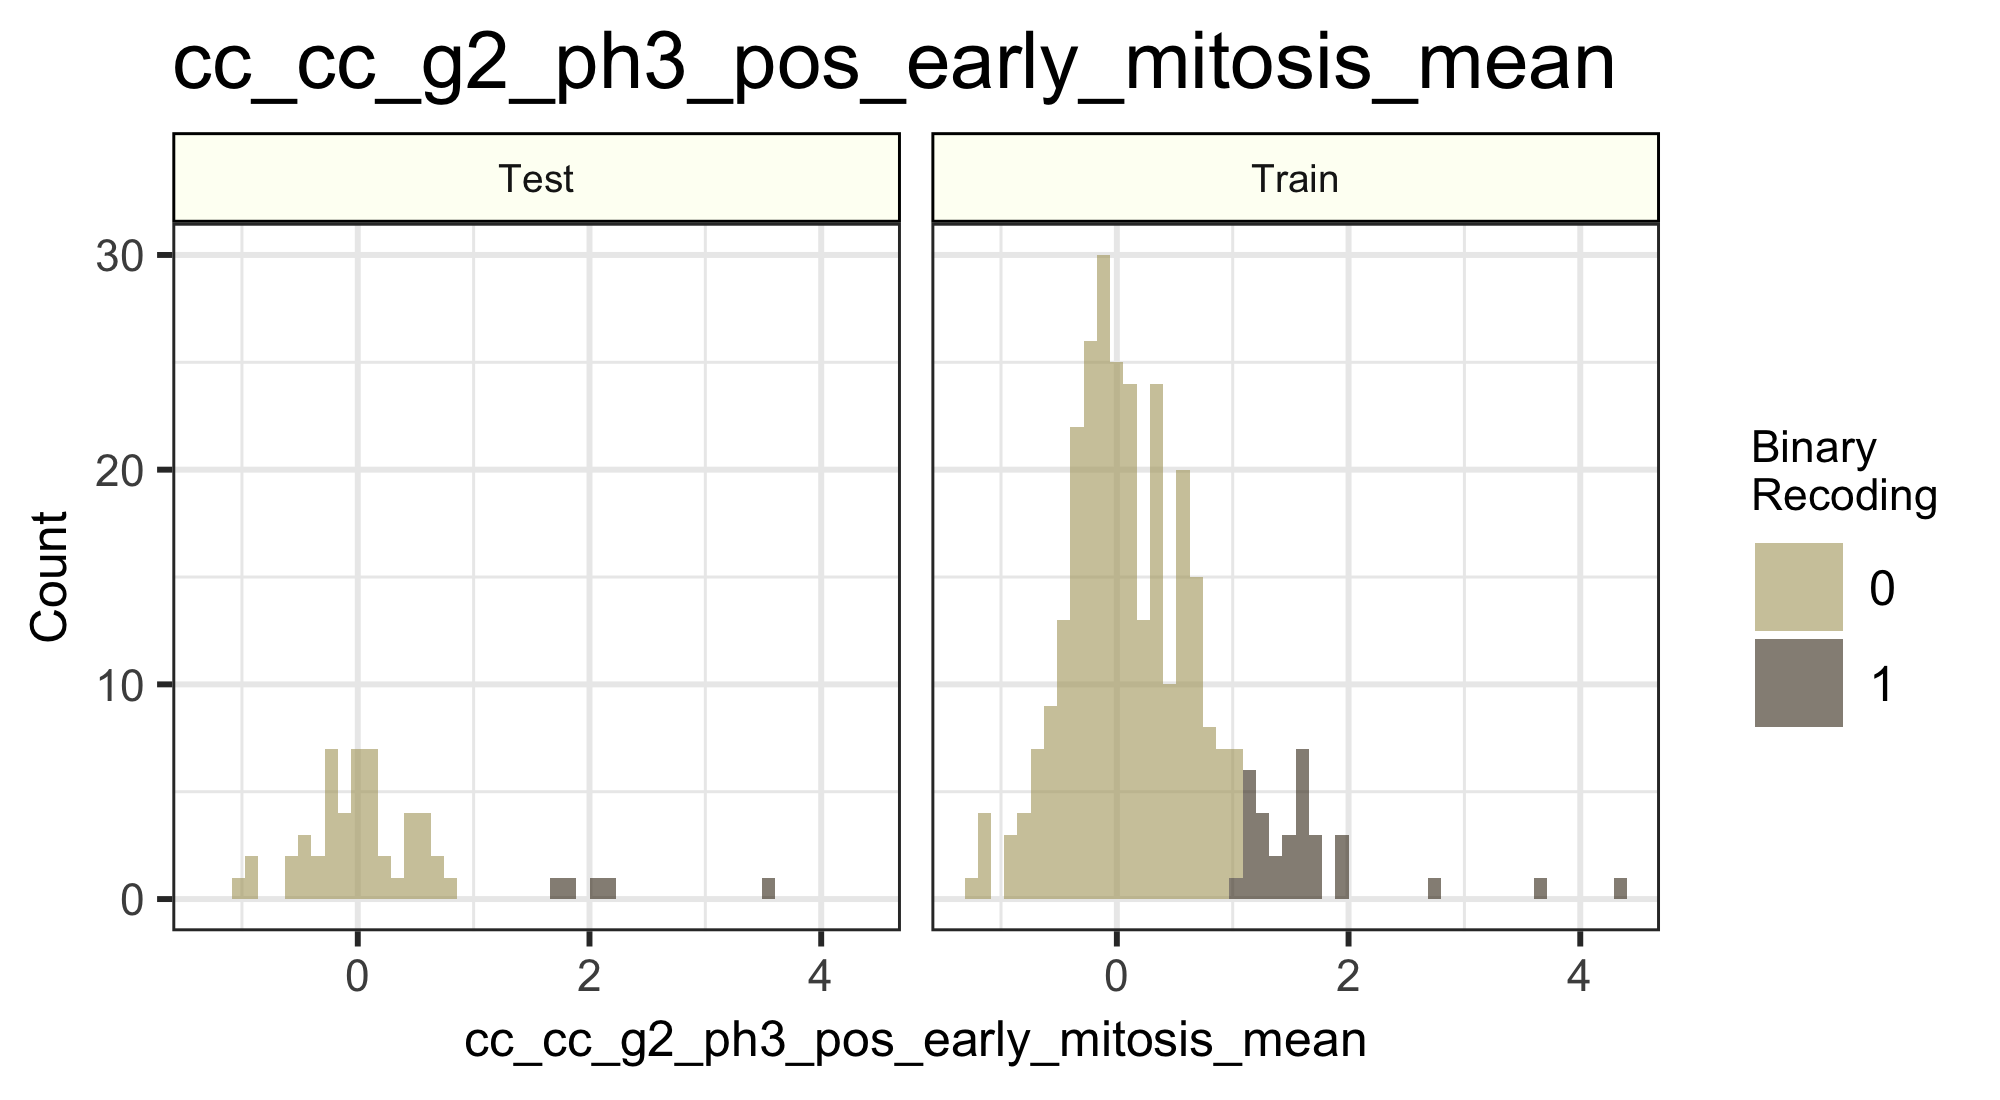 cc_cc_g2_ph3_pos_early_mitosis_mean
Test
Train
30
20
10
0
Count
0
2
4
0
2
4
cc_cc_g2_ph3_pos_early_mitosis_mean
Binary
Recoding
0
1